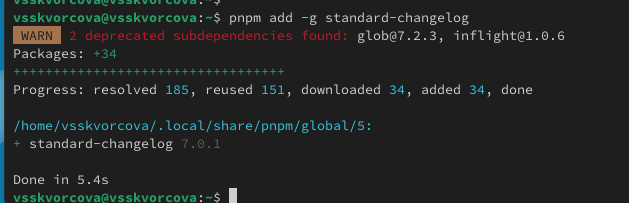 vsskvorcova@vsskvorcova:~$
vsskvorcova@vsskvorcova:~$ pnpm add -g standard-changelog
WARN 2 deprecated subdependencies found: glob@7.2.3, inflight@1.0.6
Packages: +34
++++++++++++++++++++++++++++++++++
Progress: resolved 185, reused 151, downloaded 34, added 34, done
/home/vsskvorcova/.local/share/pnpm/global/5:
+ standard-changelog 7.0.1
Done in 5.4s
vsskvorcova@vsskvorcova:~$